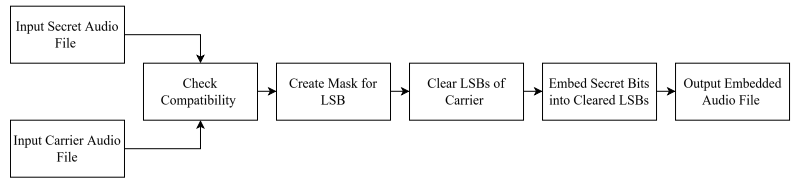 Input Secret Audio
File
Input Carrier Audio
File
Check
Compatibility
Create Mask for
LSB
Clear LSBs of
Carrier
Embed Secret Bits
into Cleared LSBs
Output Embedded
Audio File